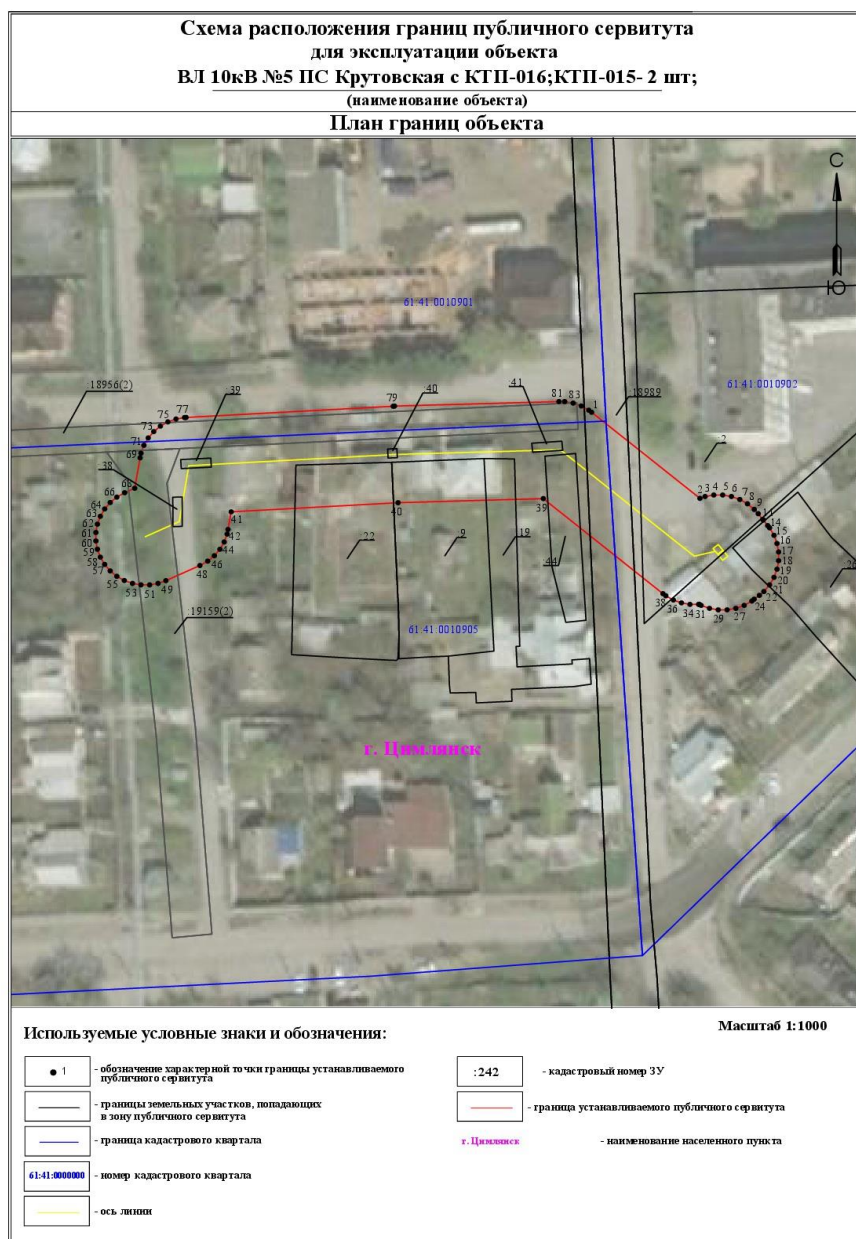 Схема расположения границ публичного сервитута
для эксплуатации объекта
ВЛ 10кВ №5 ПС Крутовская с КТП-016;КТП-015- 2 шт;
(наименование объекта)
План границ объекта
С
Ю
61:41:0010901
61:41:0010902
:18956(2)
:39
:40
:41
:18989
:2
79
81 83 1
77
75
73
71
69
:38
68
66
64
63
62
61
60
59
58
57
55
53 51 49
48
46
44
42
41
40
39
2 3 4 5 6
7
8
9
11
14
15
16
17
18
19
20
21
22
24
27
29
31
34
36
38
:22
:9
:19
:44
:19159(2)
61:41:0010905
г. Цимлянск
Используемые условные знаки и обозначения:
Масштаб 1:1000
1 - обозначение характерной точки границы устанавливаемого
публичного сервитута
:242 - кадастровый номер ЗУ
- границы земельных участков, попадающих
в зону публичного сервитута
- граница устанавливаемого публичного сервитута
- граница кадастрового квартала
г. Цимлянск - наименование населенного пункта
61:41:0000000 - номер кадастрового квартала
- ось линии